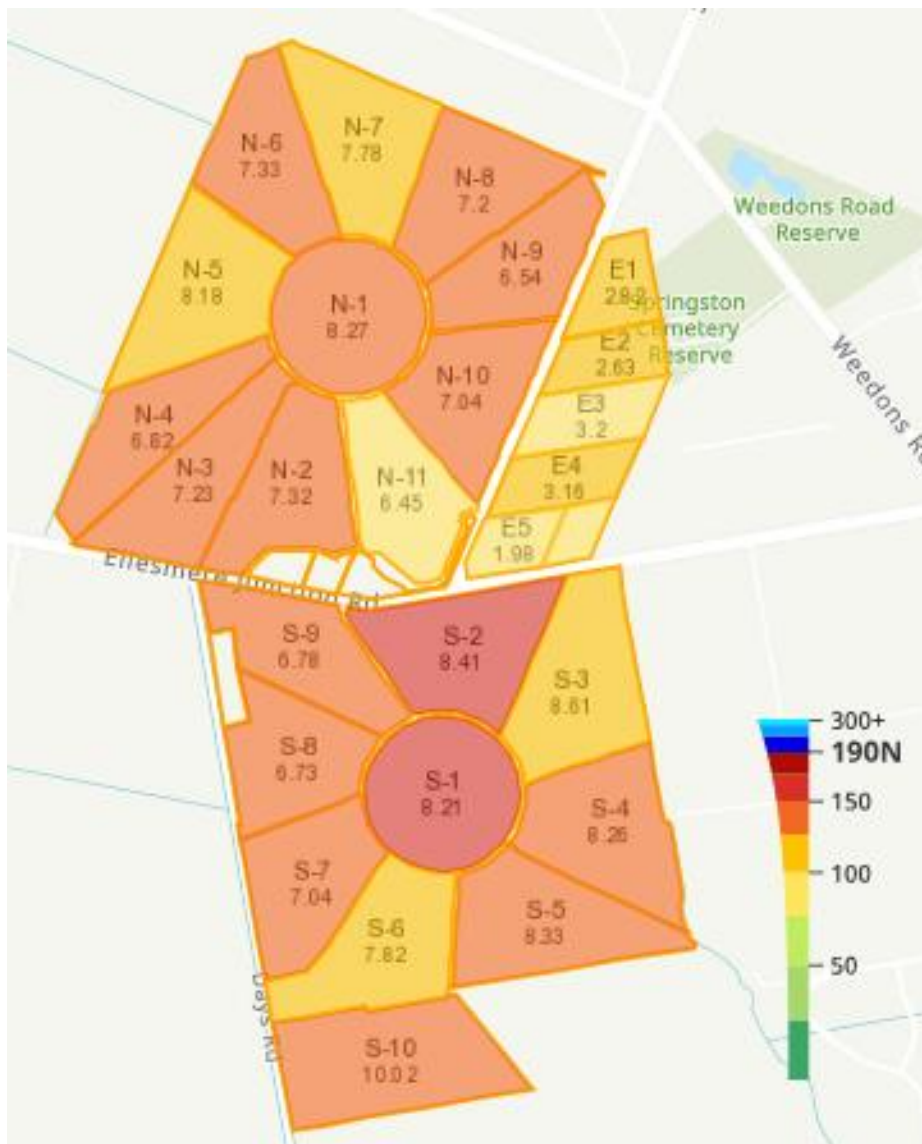 N-6
7.33
N-7
7.78
N-8
7.2
Weedons Road
Reserve
N-9
6.54
N-5
8.18
E1
Springston
Cemetery
Reserve
N-1
8.27
E2
2.63
Weedons
N-10
7.04
E3
3.2
N-4
6.82
N-3
7.23
N-2
7.32
N-11
6.45
E4
3.16
E5
1.98
Ellesmere Junction Rd
S-9
6.78
S-2
8.41
S-3
8.61
S-8
6.73
S-1
8.21
S-4
8.26
S-7
7.04
S-5
8.33
S-6
7.82
S-10
10.02
Days Rd
300+
190N
150
100
50